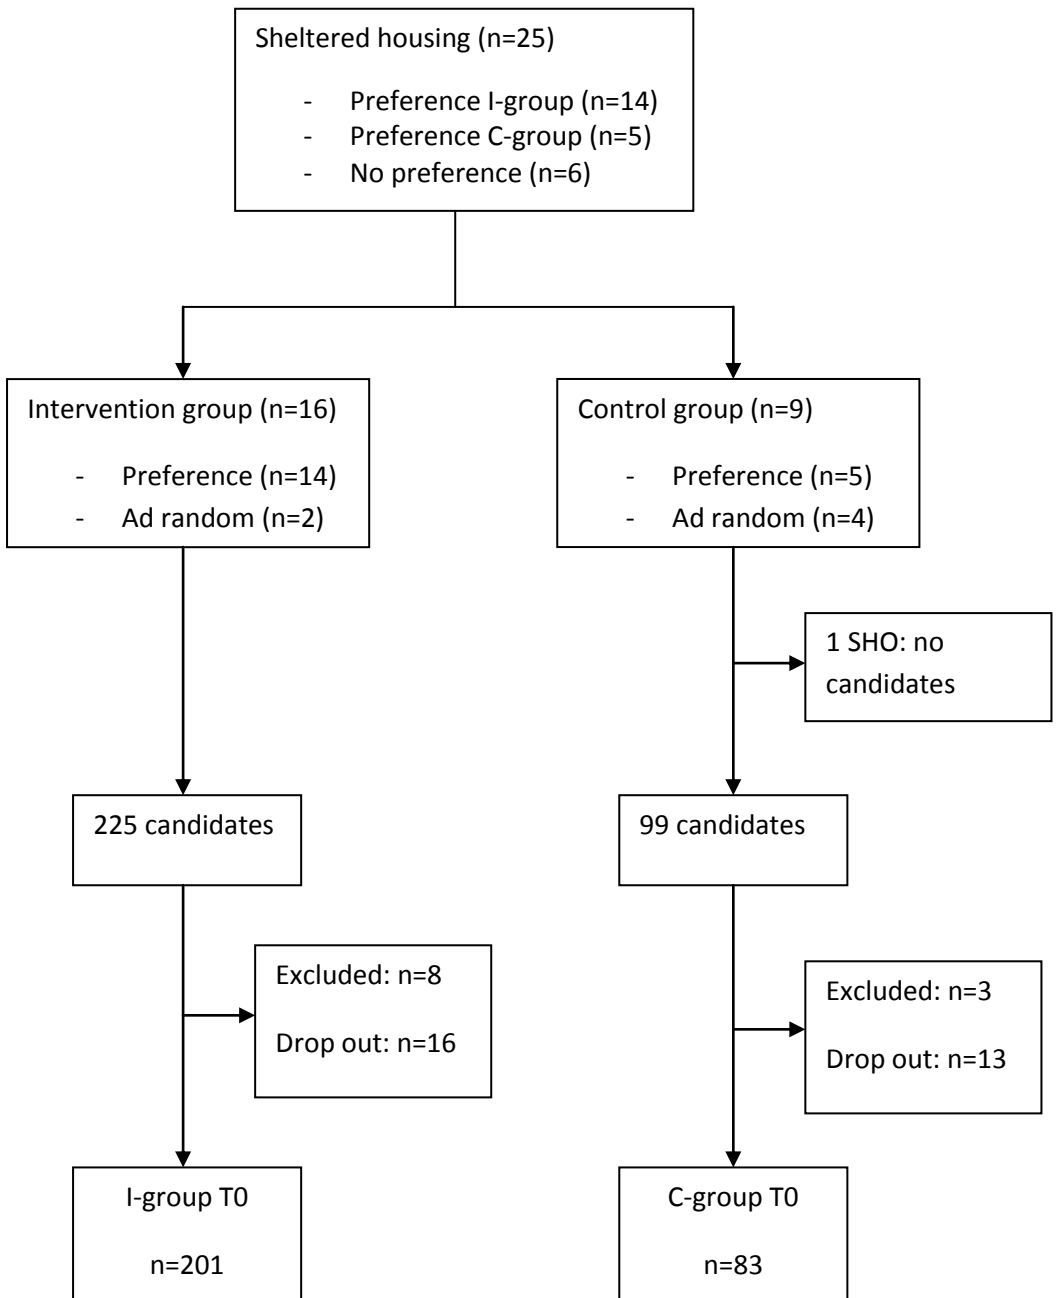 Sheltered housing (n=25)
- Preference I-group (n=14)
- Preference C-group (n=5)
- No preference (n=6)
Intervention group (n=16)
- Preference (n=14)
- Ad random (n=2)
Control group (n=9)
- Preference (n=5)
- Ad random (n=4)
1 SHO: no
candidates
225 candidates
99 candidates
Excluded: n=8
Drop out: n=16
Excluded: n=3
Drop out: n=13
I-group T0
n=201
C-group T0
n=83